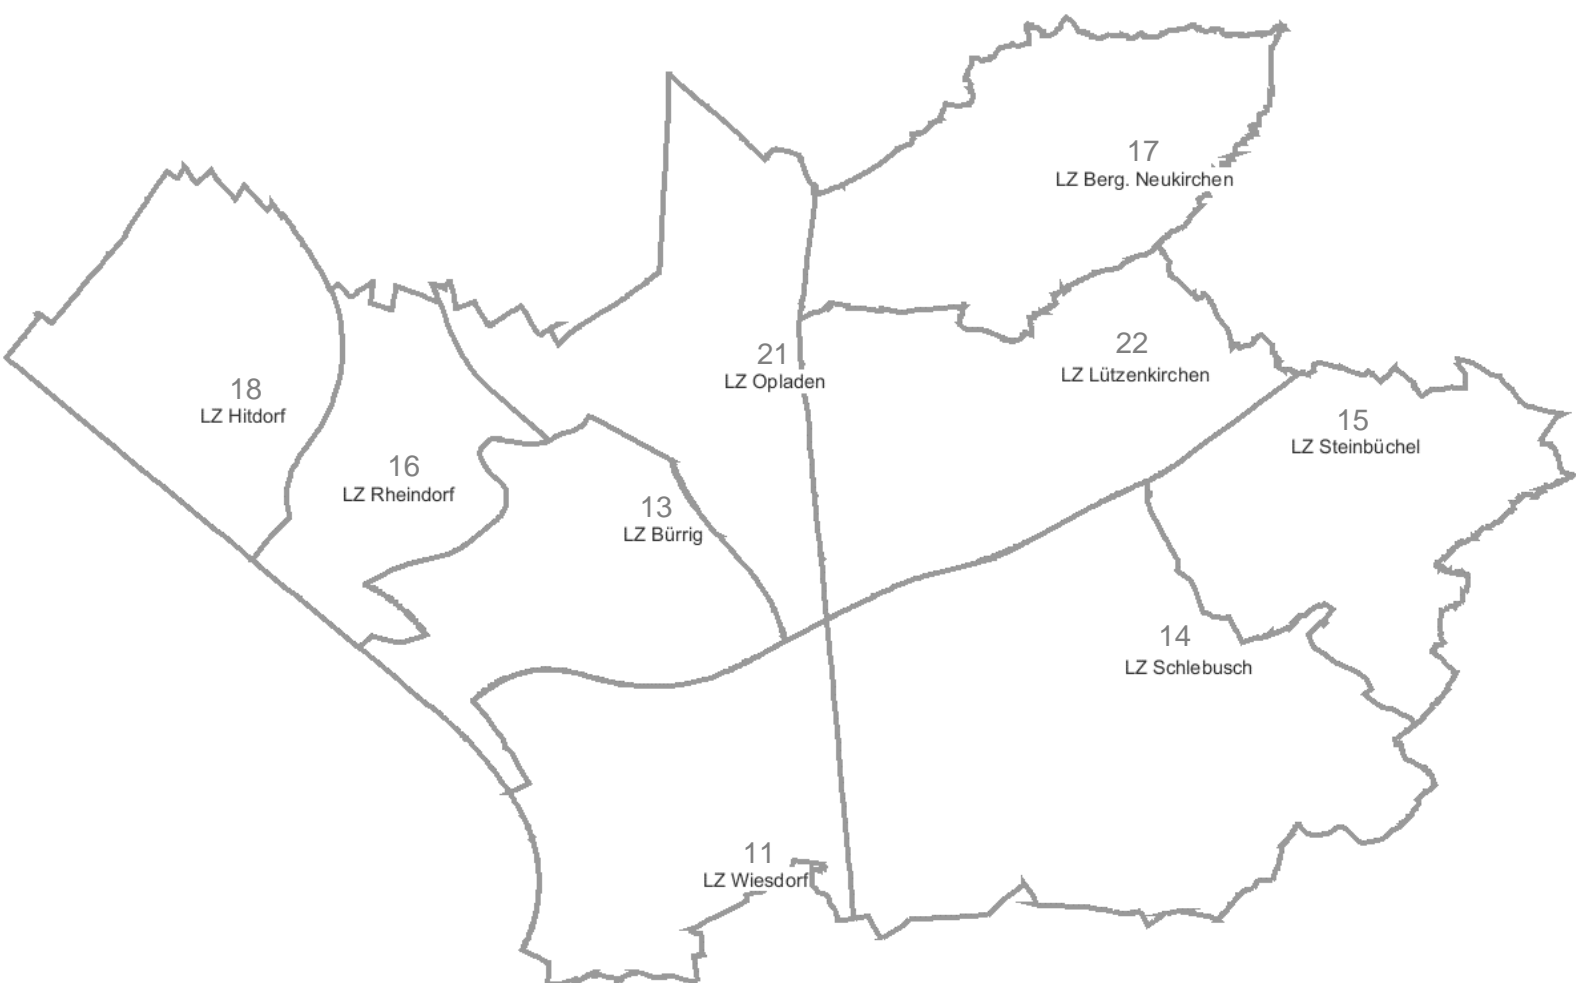 17
LZ Berg. Neukirchen
22
LZ Lützenkirchen
21
LZ Opladen
18
LZ Hitdorf
15
LZ Steinbüchel
16
LZ Rheindorf
13
LZ Bürrig
14
LZ Schlebusch
11
LZ Wiesdorf